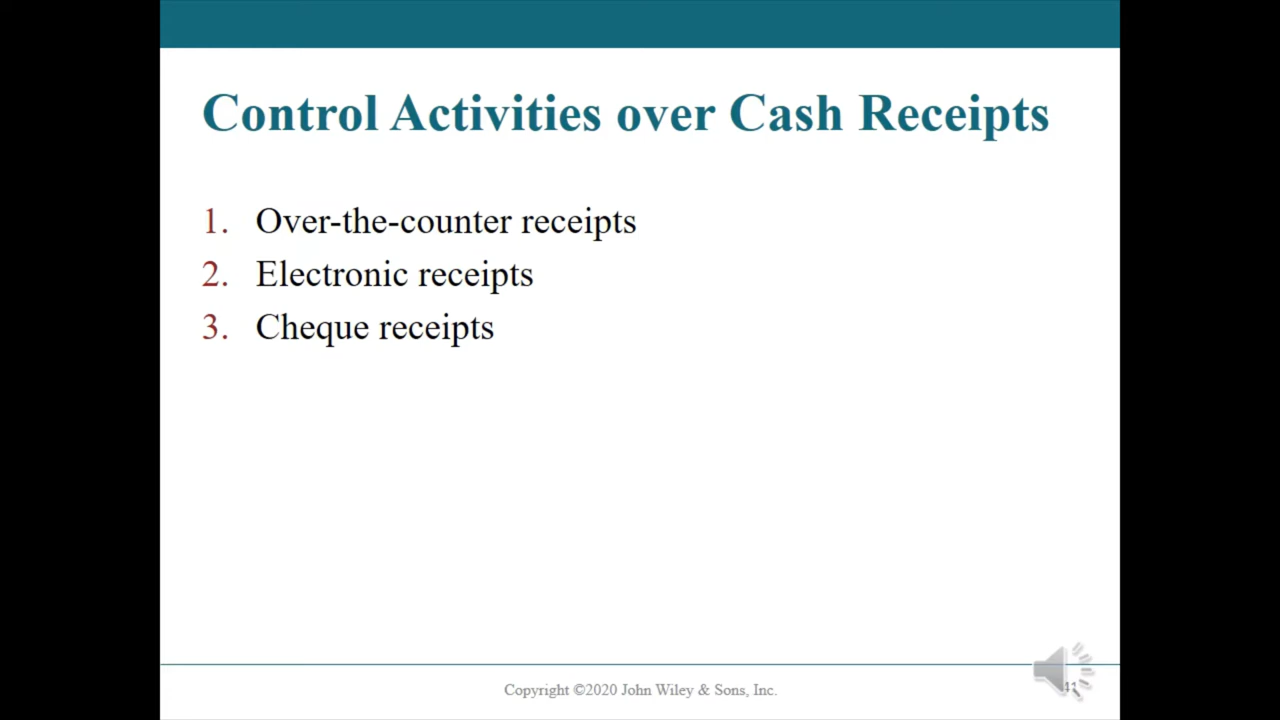 Control Activities over Cash Receipts
1. Over-the-counter receipts
2. Electronic receipts
3. Cheque receipts
Copyright ©2020 John Wiley & Sons, Inc.